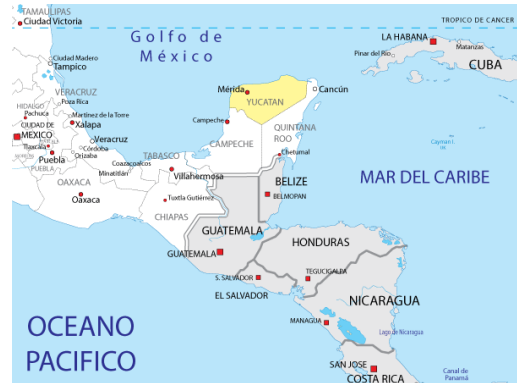 TAMAULIPAS
Ciudad Victoria
Golfo de
México
TROPICO DE CANCER
LA HABANA
Matanzas
Pinar del Rio
CUBA
Ciudad Madero
Tampico
VERACRUZ
Poza Rica
HIDALGO
Pachuca
Martinez de la Torre
CIUDAD DE
MEXICO
Xalapa
Tlaxcala
Veracruz
Puebla
Córdoba
Orizaba
PUEBLA
Mérida
YUCATAN
Cancún
Campeche
QUINTANA
ROO
CAMPECHE
Chetumal
Cayman I.
TABASCO
Coatzacoalcos
Minatitlán
Villahermosa
OAXACA
Oaxaca
Tuxtla Gutiérrez
CHIAPAS
BELIZE
BELMOPAN
MAR DEL CARIBE
GUATEMALA
GUATEMALA
HONDURAS
TEGUCIGALPA
S. SALVADOR
EL SALVADOR
NICARAGUA
MANAGUA
Lago de Nicaragua
OCEANO
PACIFICO
SAN JOSE
COSTA RICA
Canal de
Panamá